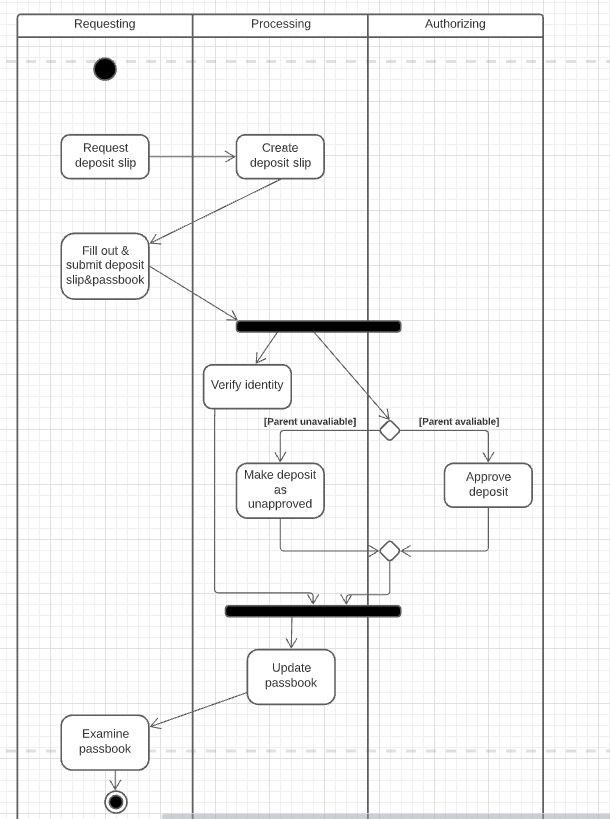 Requesting
Processing
Authorizing
Request
deposit slip
Create
deposit slip
Fill out &
submit deposit
slip&passbook
Verify identity
[Parent unavaliable]
[Parent avaliable]
Make deposit
as
unapproved
Approve
deposit
Update
passbook
Examine
passbook